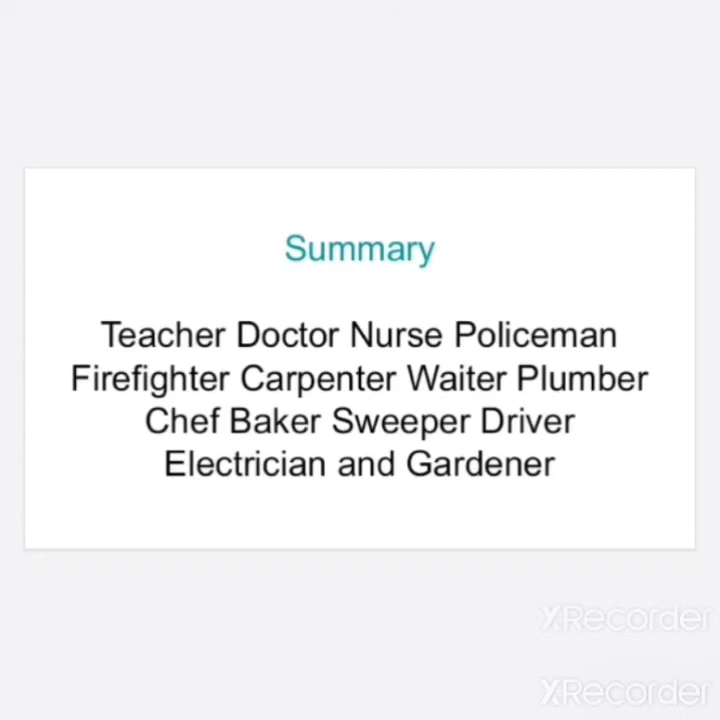 Summary
Teacher Doctor Nurse Policeman
Firefighter Carpenter Waiter Plumber
Chef Baker Sweeper Driver
Electrician and Gardener
XRecorder
XRecorder